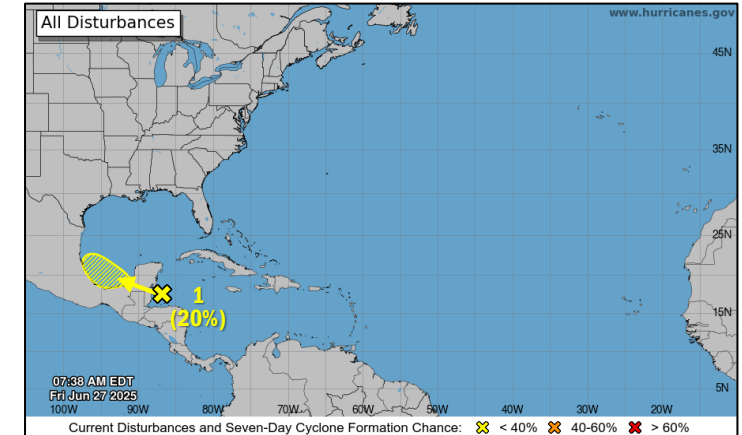 www.hurricanes.gov
All Disturbances
45N
35N
25N
1
(20%)
15N
07:38 AM EDT
Fri Jun 27 2025
5N
100W 90W 80W 70W 60W 50W 40W 30W 20W
Current Disturbances and Seven-Day Cyclone Formation Chance: < 40% 40-60% > 60%